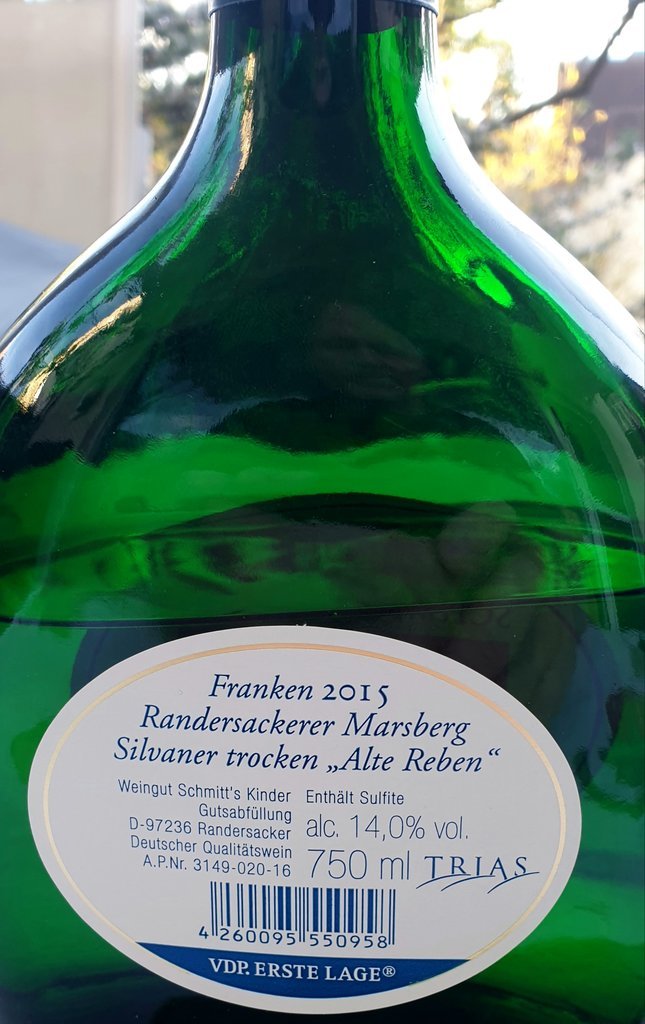 Franken 2015
Randersackerer Marsberg
Silvaner trocken „Alte Reben“
Weingut Schmitt's Kinder
Gutsabfüllung
D-97236 Randersacker
Deutscher Qualitätswein
A.P.Nr. 3149-020-16
Enthält Sulfite
alc. 14,0% vol.
750 ml
TRIAS
4 260095 550958
VDP. ERSTE LAGE®